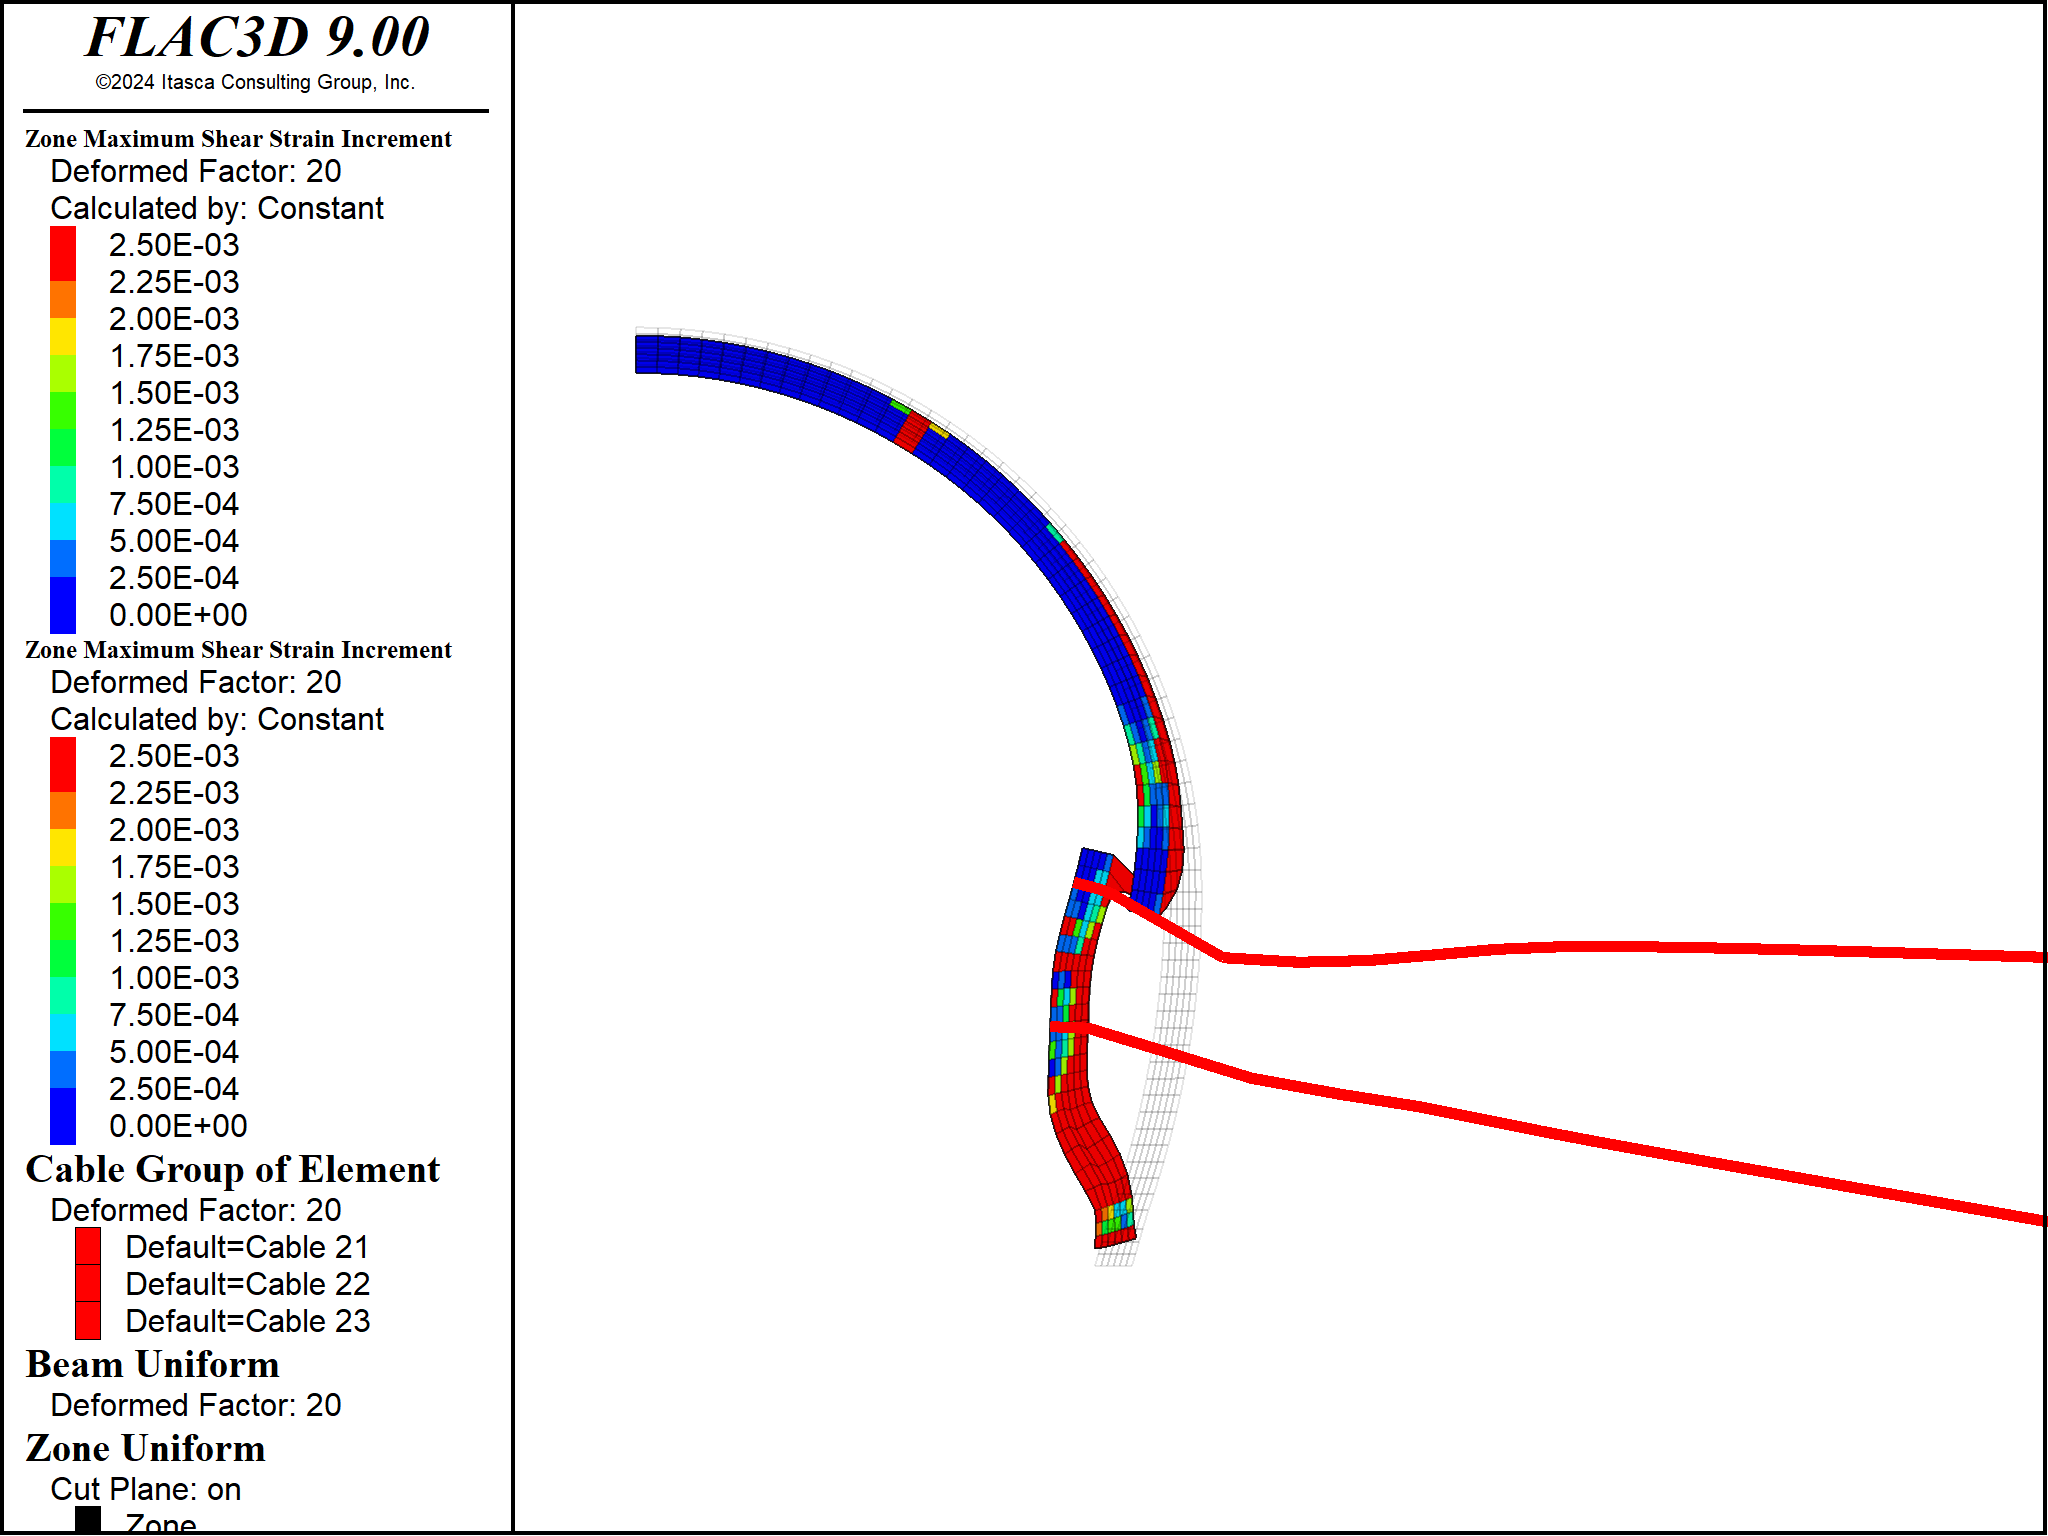 FLAC3D 9.00
©2024 Itasca Consulting Group, Inc.
Zone Maximum Shear Strain Increment
Deformed Factor: 20
Calculated by: Constant
2.50E-03
2.25E-03
2.00E-03
1.75E-03
1.50E-03
1.25E-03
1.00E-03
7.50E-04
5.00E-04
2.50E-04
0.00E+00
Zone Maximum Shear Strain Increment
Deformed Factor: 20
Calculated by: Constant
2.50E-03
2.25E-03
2.00E-03
1.75E-03
1.50E-03
1.25E-03
1.00E-03
7.50E-04
5.00E-04
2.50E-04
0.00E+00
Cable Group of Element
Deformed Factor: 20
Default=Cable 21
Default=Cable 22
Default=Cable 23
Beam Uniform
Deformed Factor: 20
Zone Uniform
Cut Plane: on
Zone